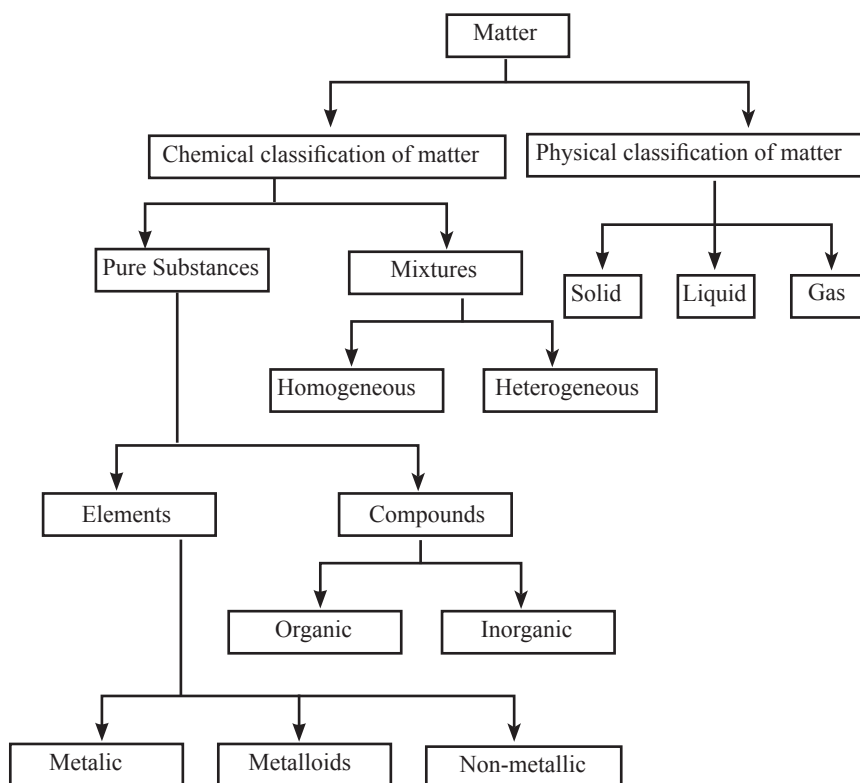 Matter
Chemical classification of matter
Physical classification of matter
Pure Substances
Mixtures
Solid
Liquid
Gas
Homogeneous
Heterogeneous
Elements
Compounds
Organic
Inorganic
Metalic
Metalloids
Non-metallic